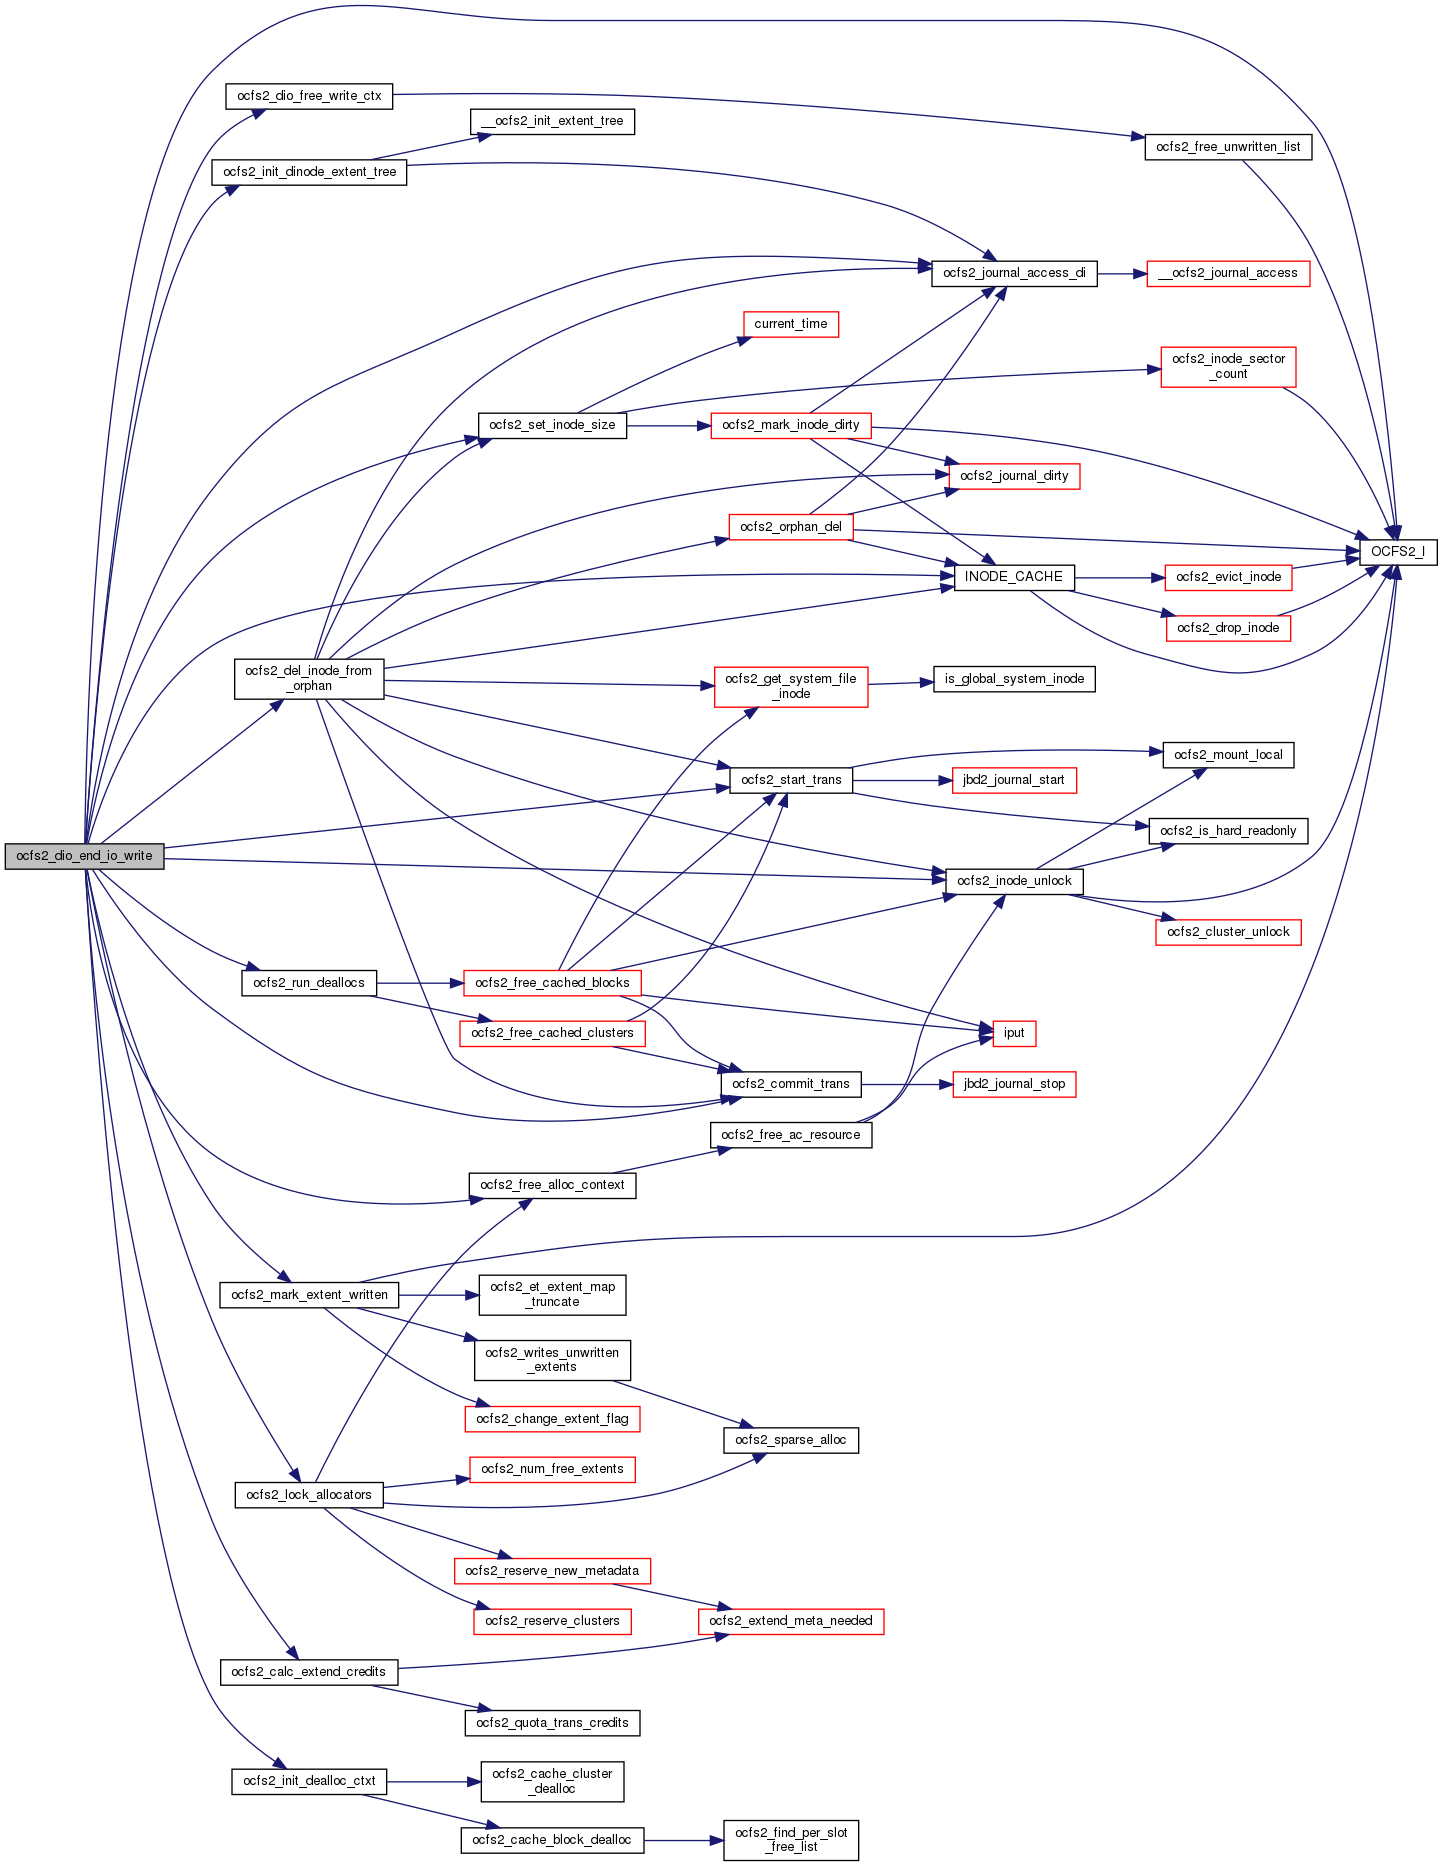 ocfs2_dio_free_write_ctx
__ocfs2_init_extent_tree
ocfs2_free_unwritten_list
ocfs2_init_dinode_extent_tree
ocfs2_journal_access_di
__ocfs2_journal_access
current_time
ocfs2_inode_sector
_count
ocfs2_set_inode_size
ocfs2_mark_inode_dirty
ocfs2_journal_dirty
ocfs2_orphan_del
OCFS2_I
INODE_CACHE
ocfs2_evict_inode
ocfs2_drop_inode
ocfs2_del_inode_from
_orphan
ocfs2_get_system_file
_inode
is_global_system_inode
ocfs2_mount_local
ocfs2_start_trans
jbd2_journal_start
ocfs2_is_hard_readonly
ocfs2_dio_end_io_write
ocfs2_inode_unlock
ocfs2_cluster_unlock
ocfs2_run_deallocs
ocfs2_free_cached_blocks
ocfs2_free_cached_clusters
iput
ocfs2_commit_trans
jbd2_journal_stop
ocfs2_free_ac_resource
ocfs2_free_alloc_context
ocfs2_mark_extent_written
ocfs2_et_extent_map
_truncate
ocfs2_writes_unwritten
_extents
ocfs2_change_extent_flag
ocfs2_sparse_alloc
ocfs2_num_free_extents
ocfs2_lock_allocators
ocfs2_reserve_new_metadata
ocfs2_reserve_clusters
ocfs2_extend_meta_needed
ocfs2_calc_extend_credits
ocfs2_quota_trans_credits
ocfs2_init_dealloc_ctxt
ocfs2_cache_cluster
_dealloc
ocfs2_cache_block_dealloc
ocfs2_find_per_slot
_free_list